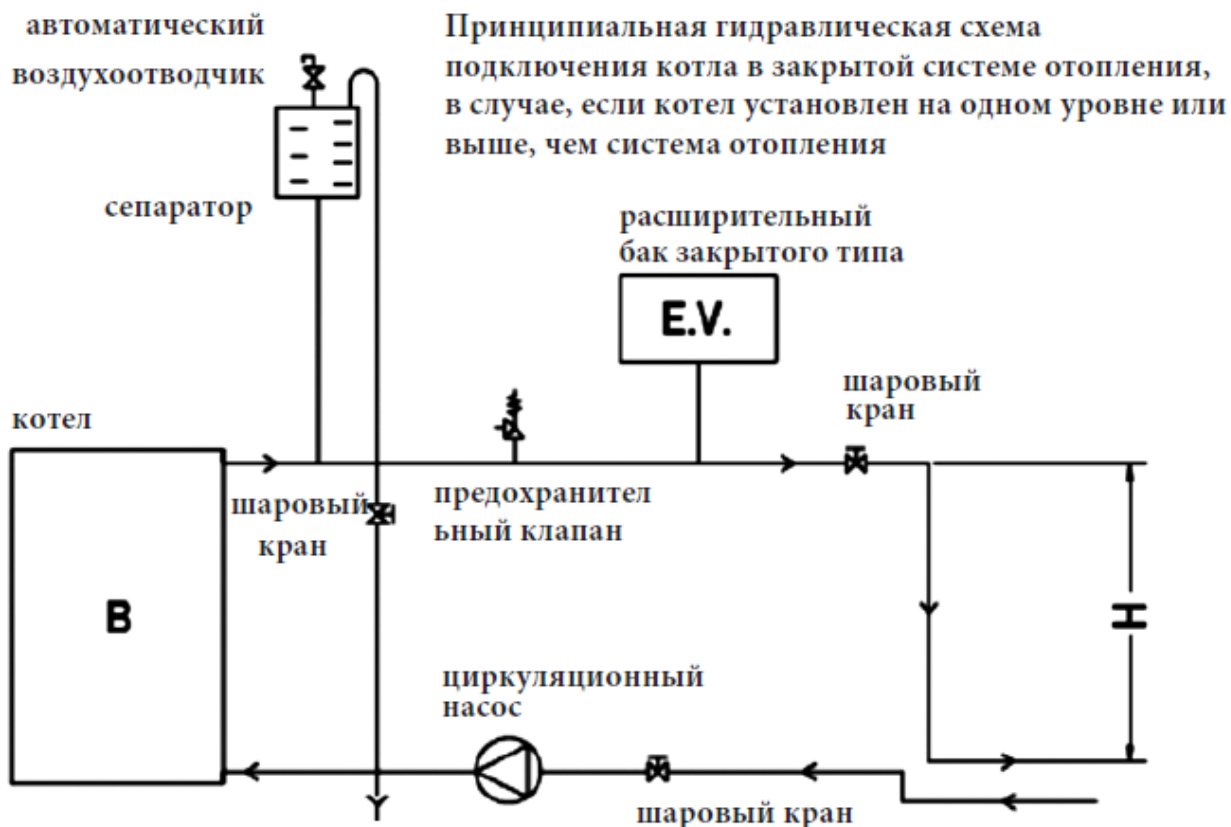 автоматический
воздухоотводчик
Принципиальная гидравлическая схема
подключения котла в закрытой системе отопления,
в случае, если котел установлен на одном уровне или
выше, чем система отопления
сепаратор
расширительный
бак закрытого типа
E.V.
шаровый
кран
котел
шаровый
кран
предохранител
ьный клапан
B
H
циркуляционный
насос
шаровый кран